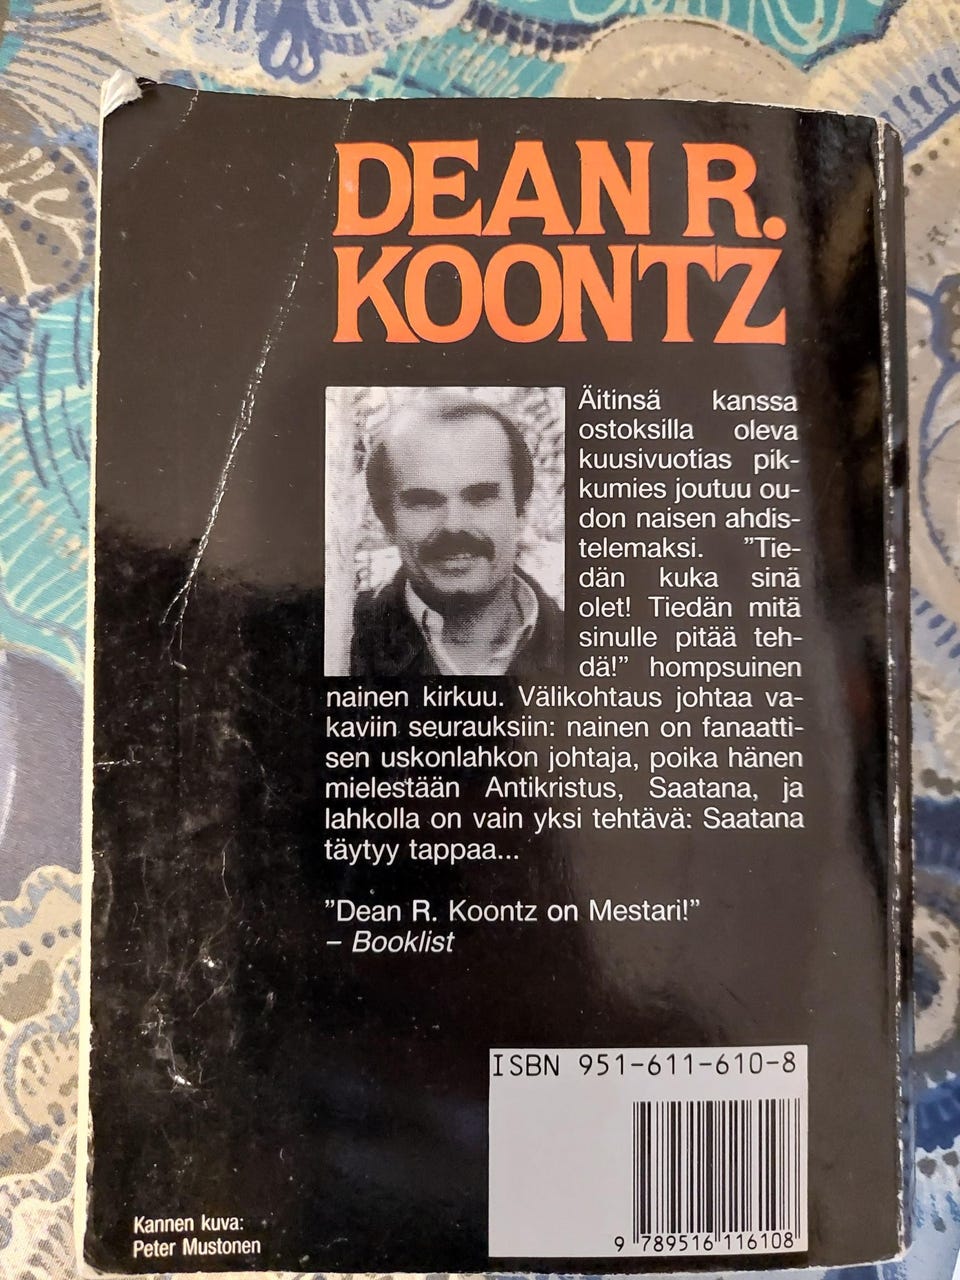 DEAN R.
KOONTZ
Äitinsä kanssa
ostoksilla oleva
kuusivuotias pik-
kumies joutuu ou-
don naisen ahdis-
telemaksi. ”Tie-
dän kuka sinä
olet! Tiedän mitä
sinulle pitää teh-
dä!” hompsuinen
nainen kirkuu. Välikohtaus johtaa va-
kaviin seurauksiin: nainen on fanaatti-
sen uskonlahkon johtaja, poika hänen
mielestään Antikristus, Saatana, ja
lahkolla on vain yksi tehtävä: Saatana
täytyy tappaa...
”Dean R. Koontz on Mestari!”
– Booklist
ISBN 951-611-610-8
9 789516 116108
Kannen kuva:
Peter Mustonen